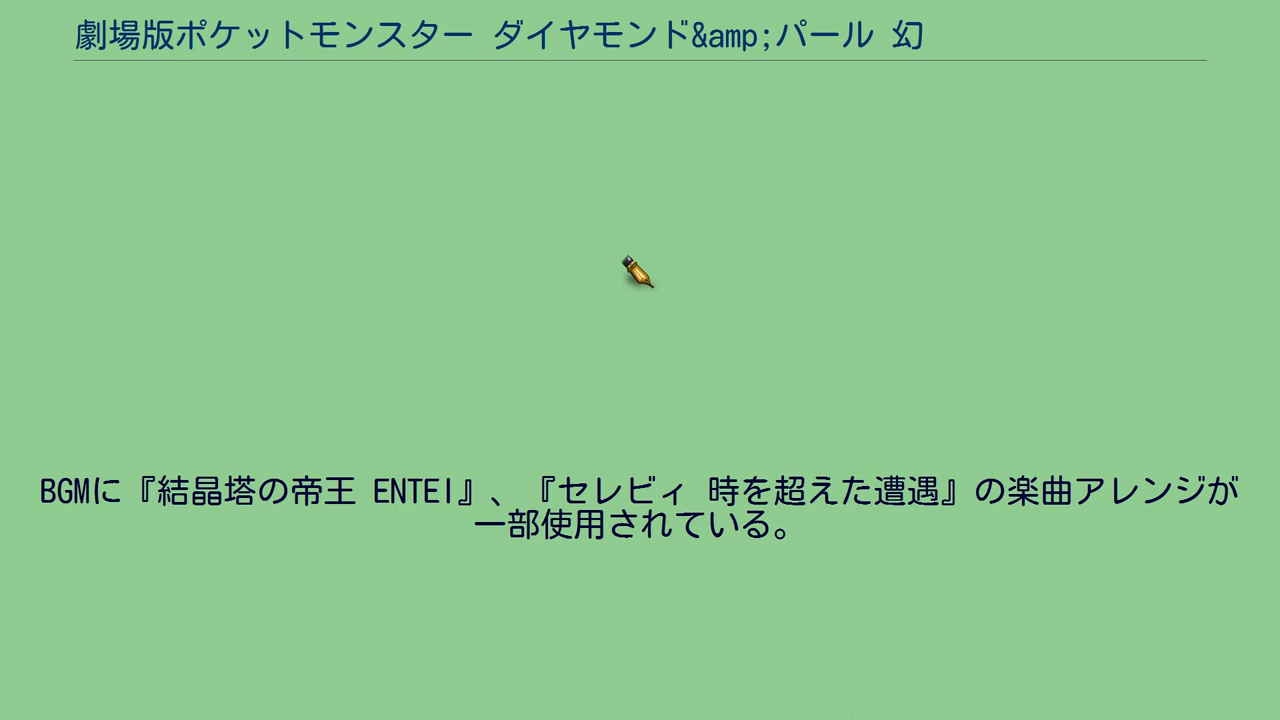 劇場版ポケットモンスター ダイヤモンド&amp;パール 幻
BGMに『結晶塔の帝王 ENTEI』、『セレビィ 時を超えた遭遇』の楽曲アレンジが
一部使用されている。